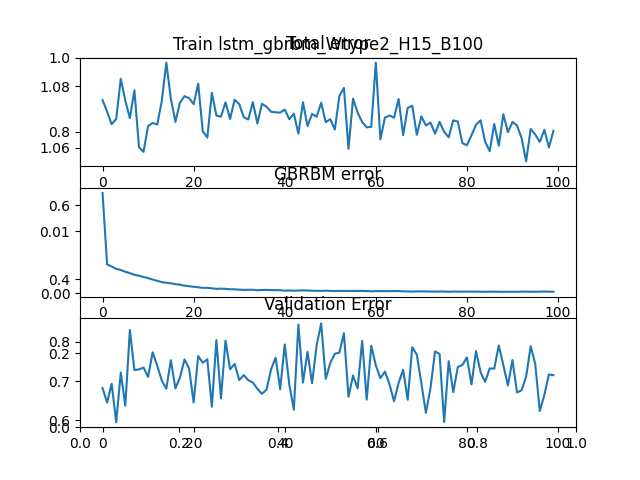 Train lstm_gbrbm_Wtype2_H15_B100
Total error
1.0
1.08
0.8
1.06
0 20 40 60 80 100
GBRBM error
0.6
0.01
0.4
0.00
0 20 40 60 80 100
Validation Error
0.8
0.2
0.7
0.6
0.0
0.0 0 0.2 20 0.4 40 0.6 60 0.8 80 100 1.0